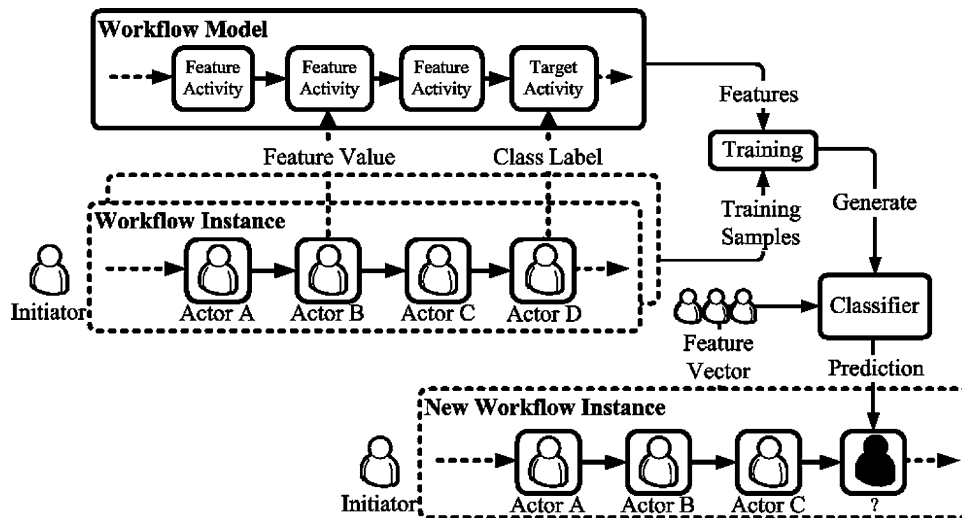 Workflow Model
Feature
Activity
Feature
Activity
Feature
Activity
Target
Activity
Features
Training
Feature Value
Class Label
Workflow Instance
Training
Samples
Generate
Initiator
Actor A
Actor B
Actor C
Actor D
Classifier
Feature
Vector
Prediction
New Workflow Instance
Initiator
Actor A
Actor B
Actor C
?